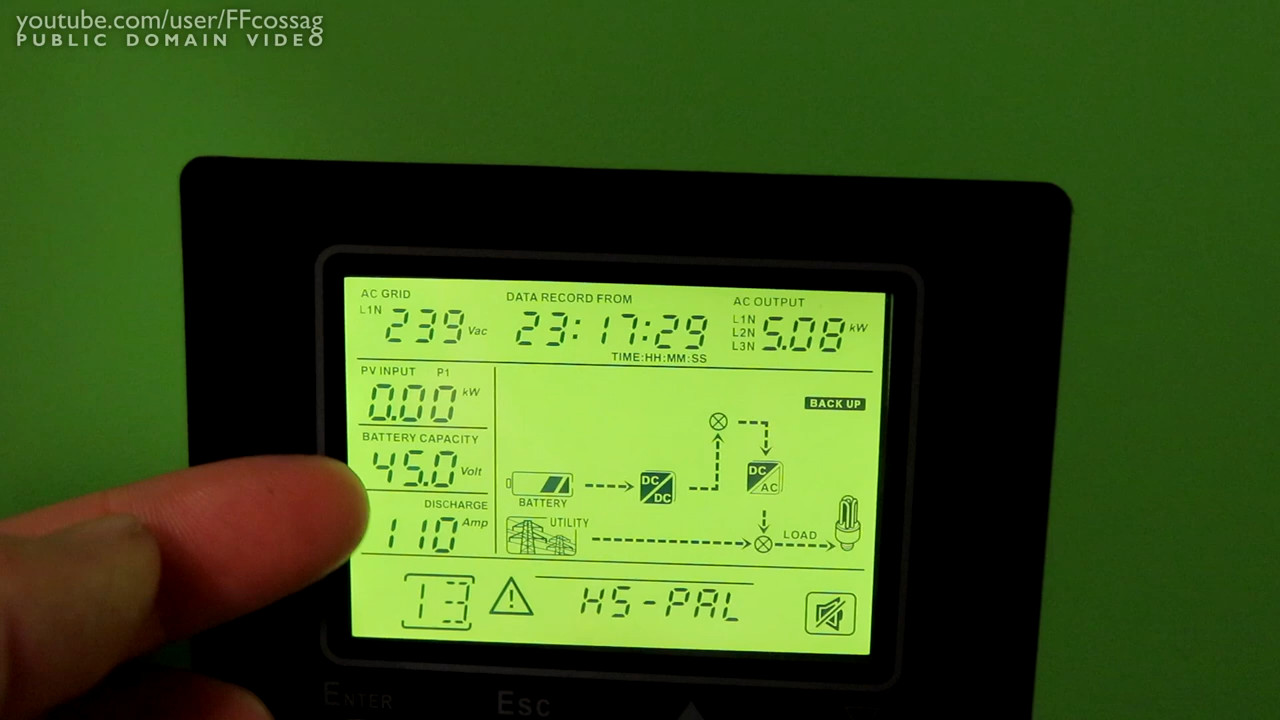 youtube.com/user/FFcossag
PUBLIC DOMAIN VIDEO
AC GRID
L1N 239 Vac
DATA RECORD FROM
23:17:29
TIME:HH:MM:SS
AC OUTPUT
L1N
L2N
L3N
5.08 kW
PV INPUT P1
0.00 kW
BATTERY CAPACITY
45.0 Volt
DISCHARGE
110 Amp
BACK UP
DC
DC
DC
AC
BATTERY
UTILITY
LOAD
13
HS-PAL
ENTER
Esc